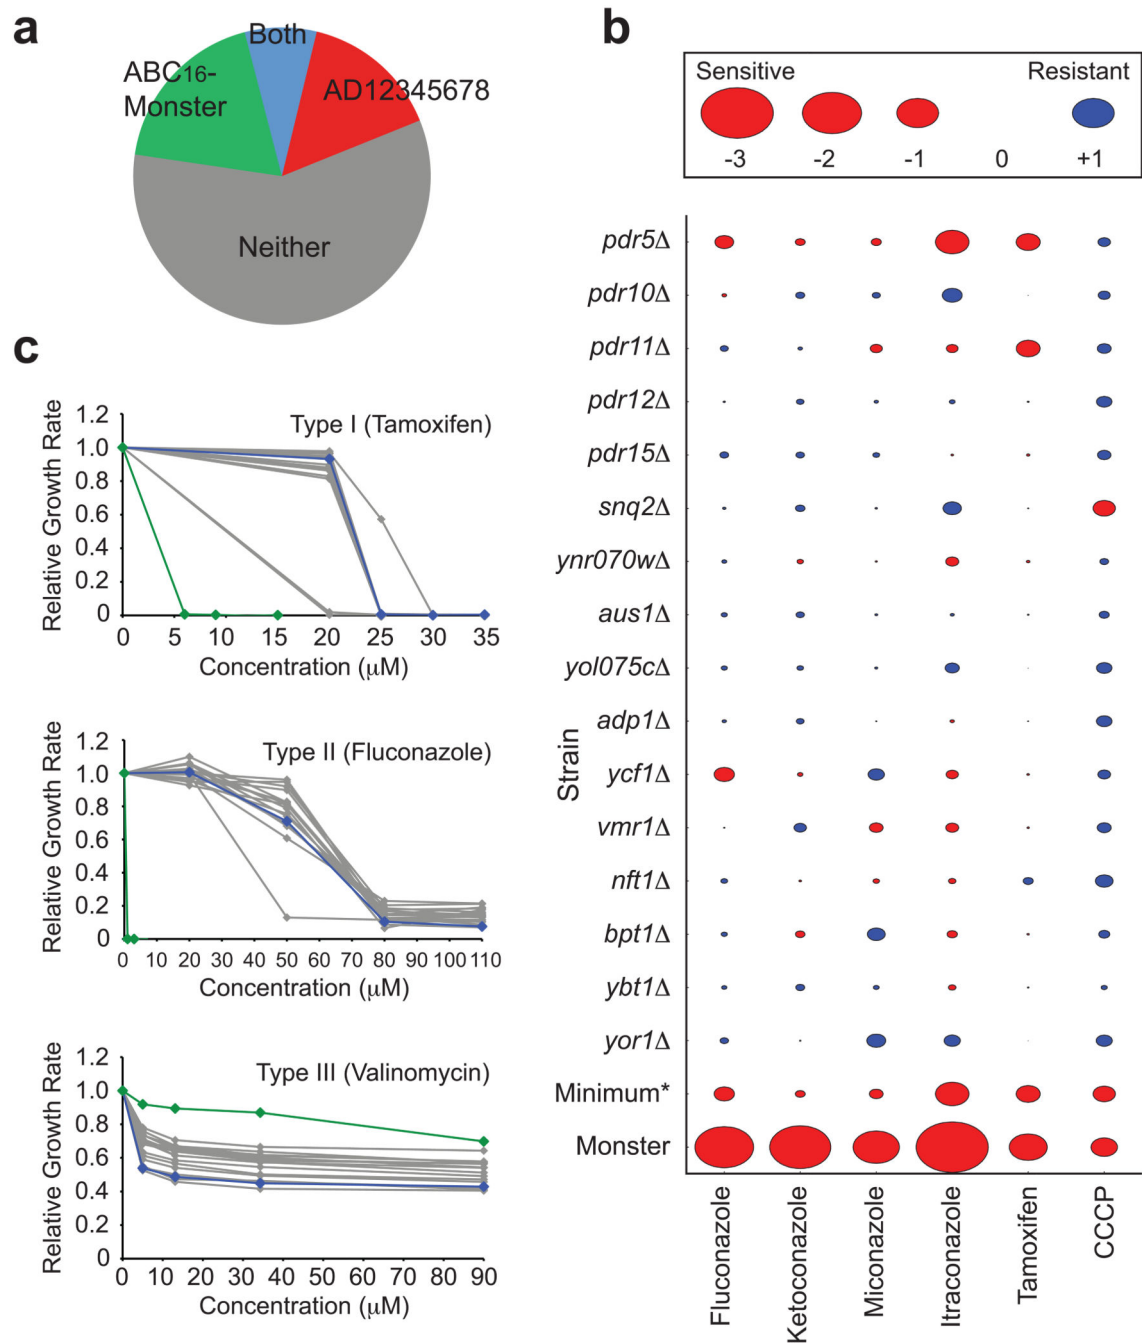 a
Both
ABC16-
Monster
AD12345678
Neither
b
Sensitive
Resistant
-3 -2 -1 0 +1
Strain
pdr5Δ
pdr10Δ
pdr11Δ
pdr12Δ
pdr15Δ
snq2Δ
ynr070wΔ
aus1Δ
yol075cΔ
adp1Δ
ycf1Δ
vmr1Δ
nft1Δ
bpt1Δ
ybt1Δ
yor1Δ
Minimum*
Monster
Fluconazole
Ketoconazole
Miconazole
Itraconazole
Tamoxifen
CCCP
c
Type I (Tamoxifen)
Relative Growth Rate
1.2
1.0
0.8
0.6
0.4
0.2
0
0 5 10 15 20 25 30 35
Concentration (μM)
Type II (Fluconazole)
Relative Growth Rate
1.2
1.0
0.8
0.6
0.4
0.2
0
0 10 20 30 40 50 60 70 80 90 100 110
Concentration (μM)
Type III (Valinomycin)
Relative Growth Rate
1.2
1.0
0.8
0.6
0.4
0.2
0
0 10 20 30 40 50 60 70 80 90
Concentration (μM)